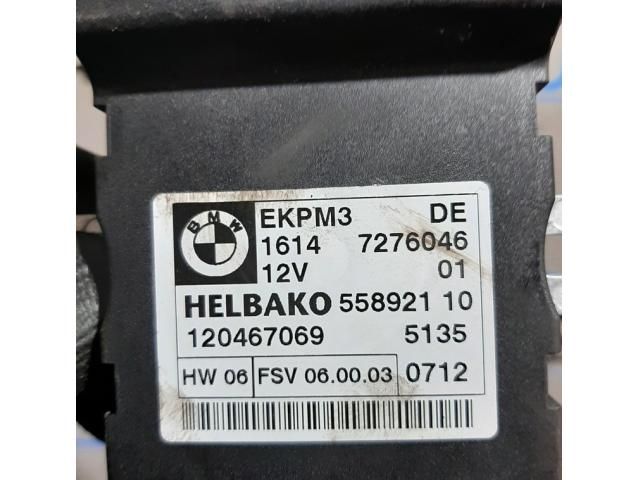 BMW
EKPM3 DE
1614 7276046
12V 01
HELBAKO 558921 10
120467069 5135
HW 06 FSV 06.00.03 0712